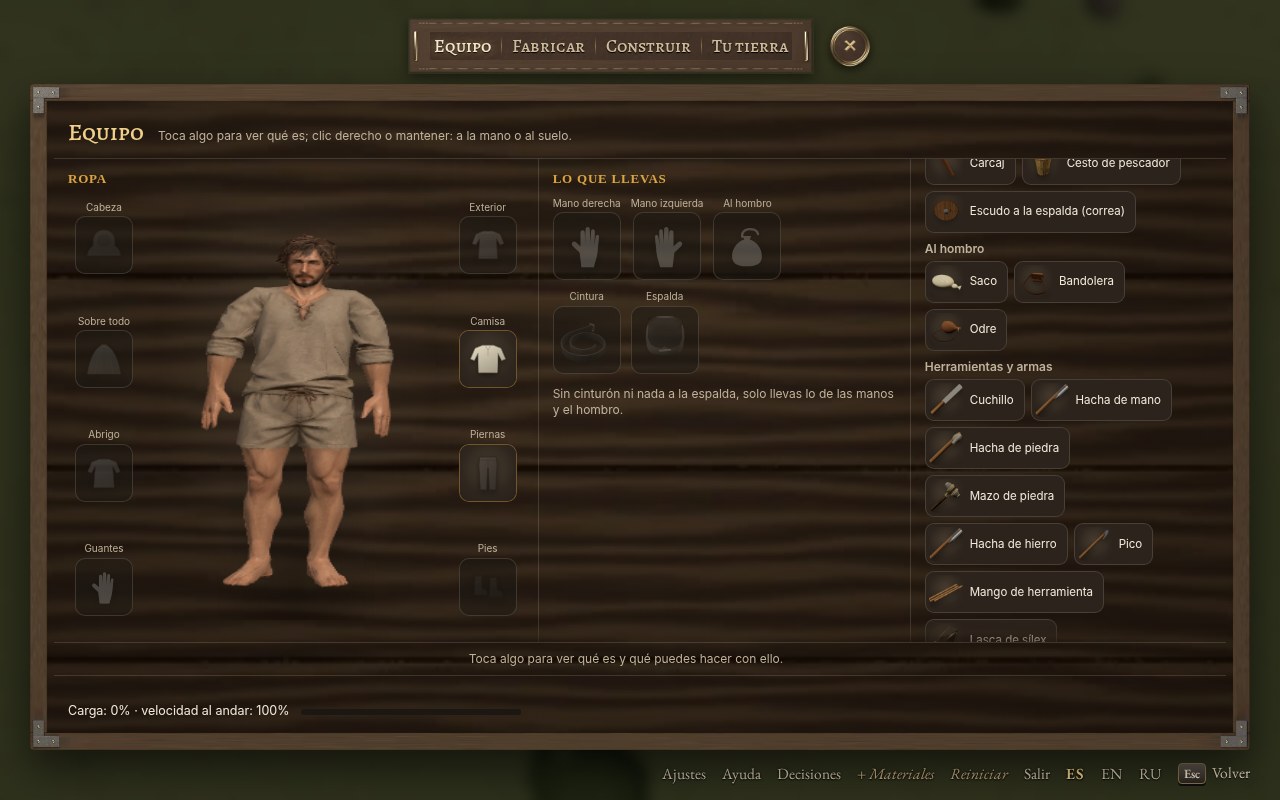 Equipo Fabricar Construir Tu tierra
Equipo Toca algo para ver qué es; clic derecho o mantener: a la mano o al suelo.
ROPA
Cabeza
Exterior
Sobre todo
Camisa
Abrigo
Piernas
Guantes
Pies
LO QUE LLEVAS
Mano derecha Mano izquierda Al hombro
Cintura Espalda
Sin cinturón ni nada a la espalda, solo llevas lo de las manos
y el hombro.
Carcaj Cesto de pescador
Escudo a la espalda (correa)
Al hombro
Saco Bandolera
Odre
Herramientas y armas
Cuchillo Hacha de mano
Hacha de piedra
Mazo de piedra
Hacha de hierro Pico
Mango de herramienta
Lasca de sílex
Toca algo para ver qué es y qué puedes hacer con ello.
Carga: 0% · velocidad al andar: 100%
Ajustes Ayuda Decisiones + Materiales Reiniciar Salir ES EN RU Esc Volver